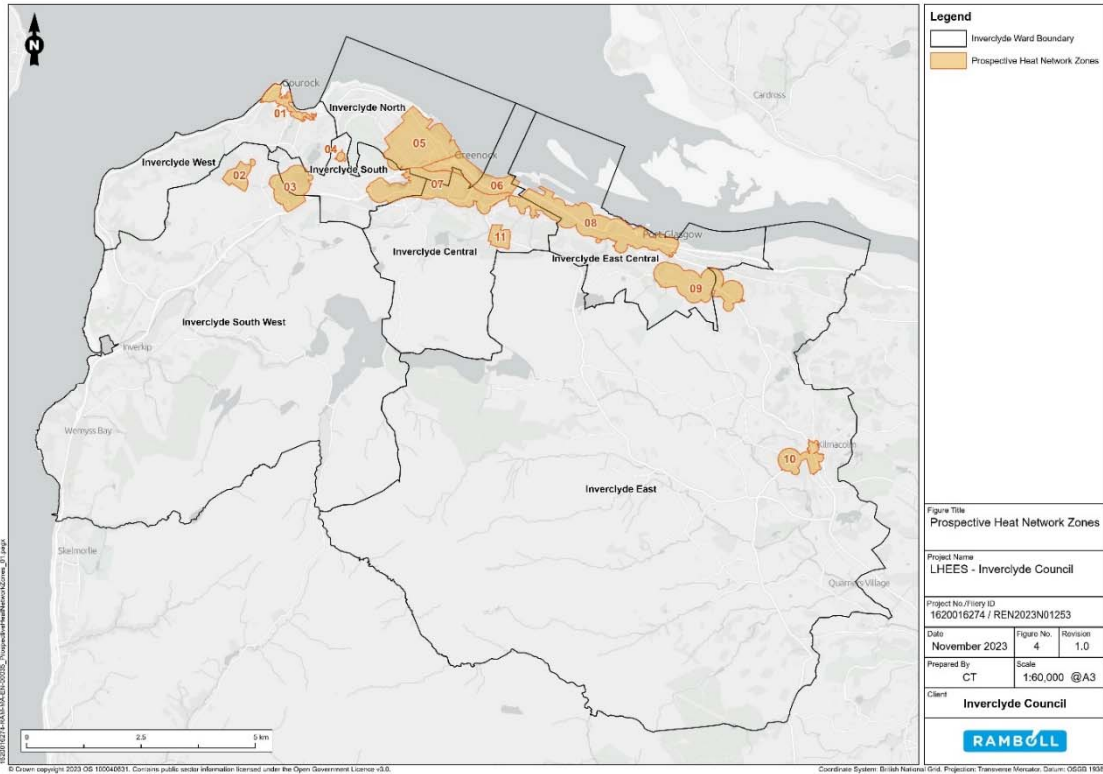 N
Gourock
Cardross
01
Inverclyde North
05
04
Greenock
Inverclyde West
Inverclyde South
02
03
07
06
08
Port Glasgow
11
Inverclyde Central
Inverclyde East Central
09
Inverclyde South West
Inverkip
Wemyss Bay
Kilmacolm
10
Inverclyde East
Skelmorlie
Quarriers Village
0 2.5 5 km
© Crown copyright 2023 OS 100040831. Contains public sector information licensed under the Open Government Licence v3.0.
Coordinate System: British National Grid. Projection: Transverse Mercator. Datum: OSGB 1936
Legend
Inverclyde Ward Boundary
Prospective Heat Network Zones
Figure Title
Prospective Heat Network Zones
Project Name
LHEES - Inverclyde Council
Project No./Filery ID
1620016274 / REN2023N01253
Date
November 2023
Figure No.
4
Revision
1.0
Prepared By
CT
Scale
1:60,000 @A3
Client
Inverclyde Council
RAMBOLL